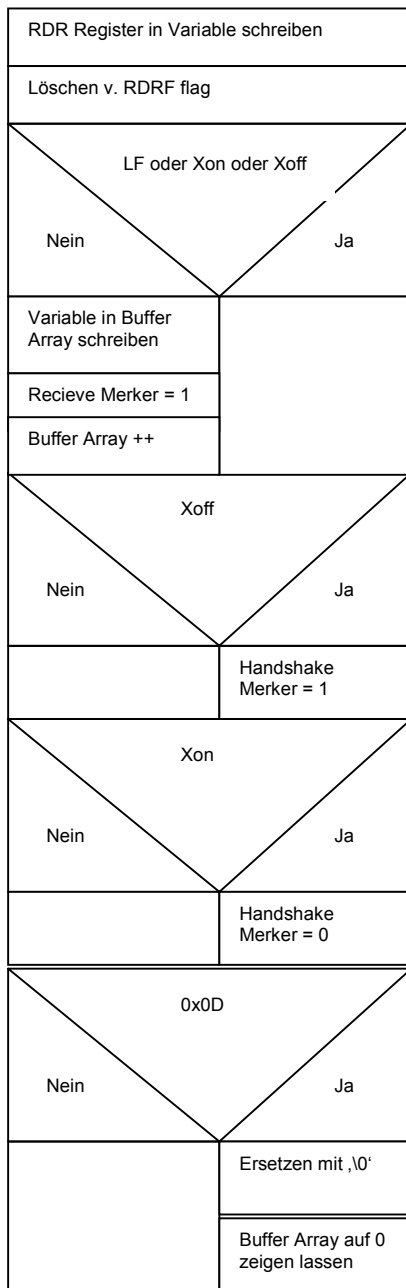 RDR Register in Variable schreiben
Löschen v. RDRF flag
LF oder Xon oder Xoff
Nein
Ja
Variable in Buffer
Array schreiben
Recieve Merker = 1
Buffer Array ++
Xoff
Nein
Ja
Handshake
Merker = 1
Xon
Nein
Ja
Handshake
Merker = 0
0x0D
Nein
Ja
Ersetzen mit ‚\0‘
Buffer Array auf 0
zeigen lassen